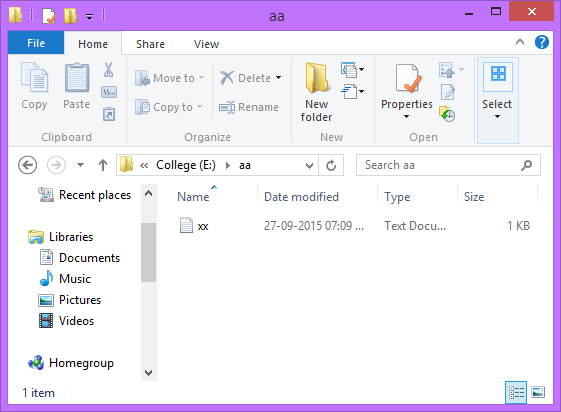 aa
File Home Share View
Copy Paste Move to Copy to Delete Rename New folder Properties Select
Clipboard Organize New Open
« College (E:) aa Search aa
Recent places
Libraries
Documents
Music
Pictures
Videos
Homegroup
Name Date modified Type Size
xx 27-09-2015 07:09 ... Text Docu... 1 KB
1 item